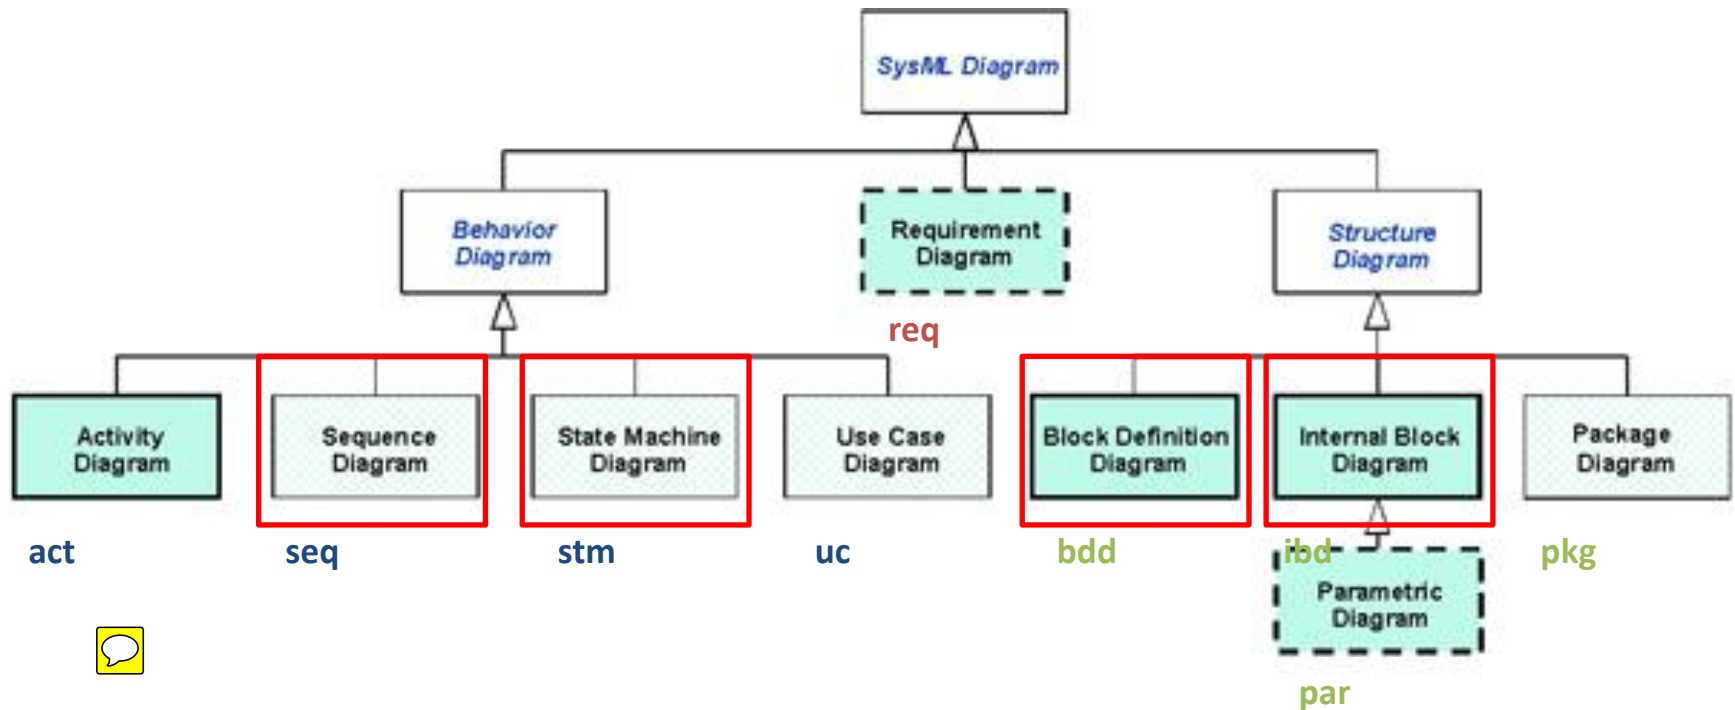 SysML Diagram
Behavior
Diagram
Requirement
Diagram
Structure
Diagram
req
Activity
Diagram
Sequence
Diagram
State Machine
Diagram
Use Case
Diagram
Block Definition
Diagram
Internal Block
Diagram
Package
Diagram
act
seq
stm
uc
bdd
ibd
pkg
Parametric
Diagram
par